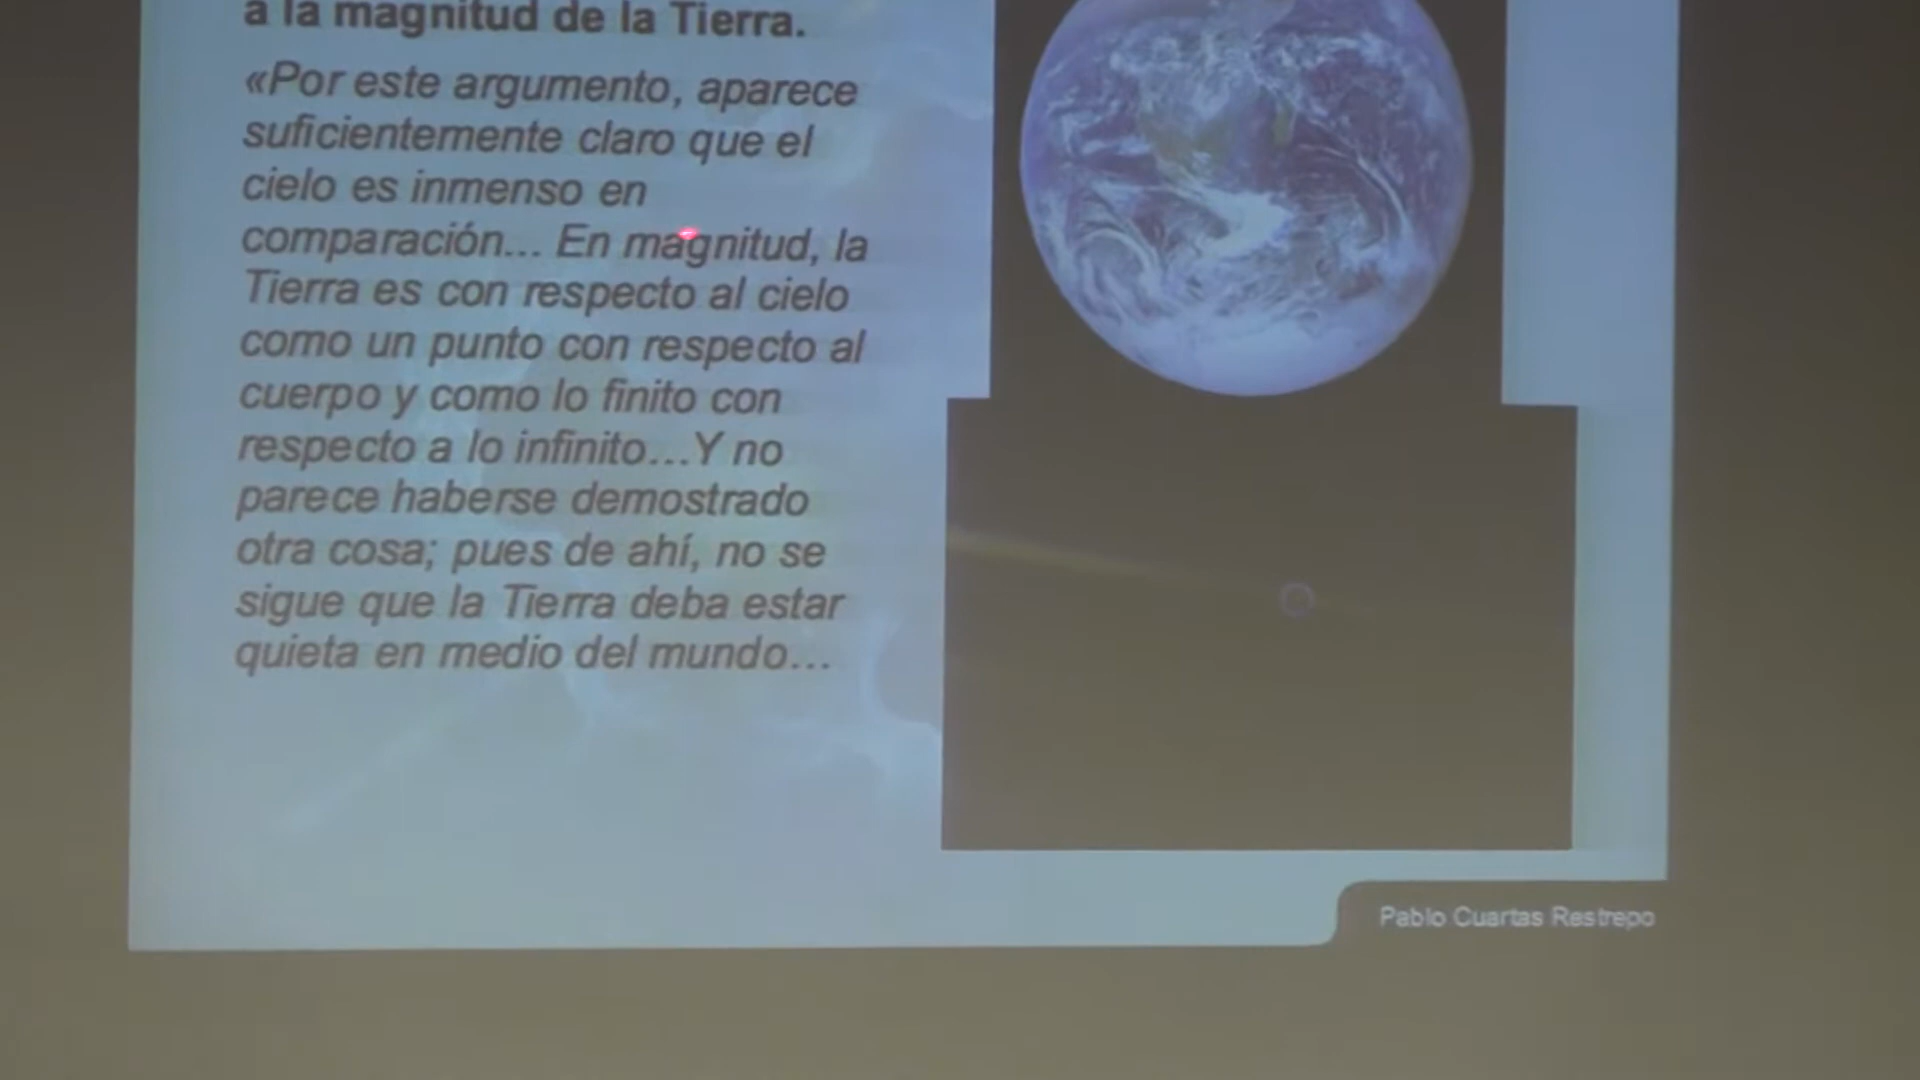 a la magnitud de la Tierra.
«Por este argumento, aparece
suficientemente claro que el
cielo es inmenso en
comparación... En magnitud, la
Tierra es con respecto al cielo
como un punto con respecto al
cuerpo y como lo finito con
respecto a lo infinito...Y no
parece haberse demostrado
otra cosa; pues de ahí, no se
sigue que la Tierra deba estar
quieta en medio del mundo...
Pablo Cuartas Restrepo